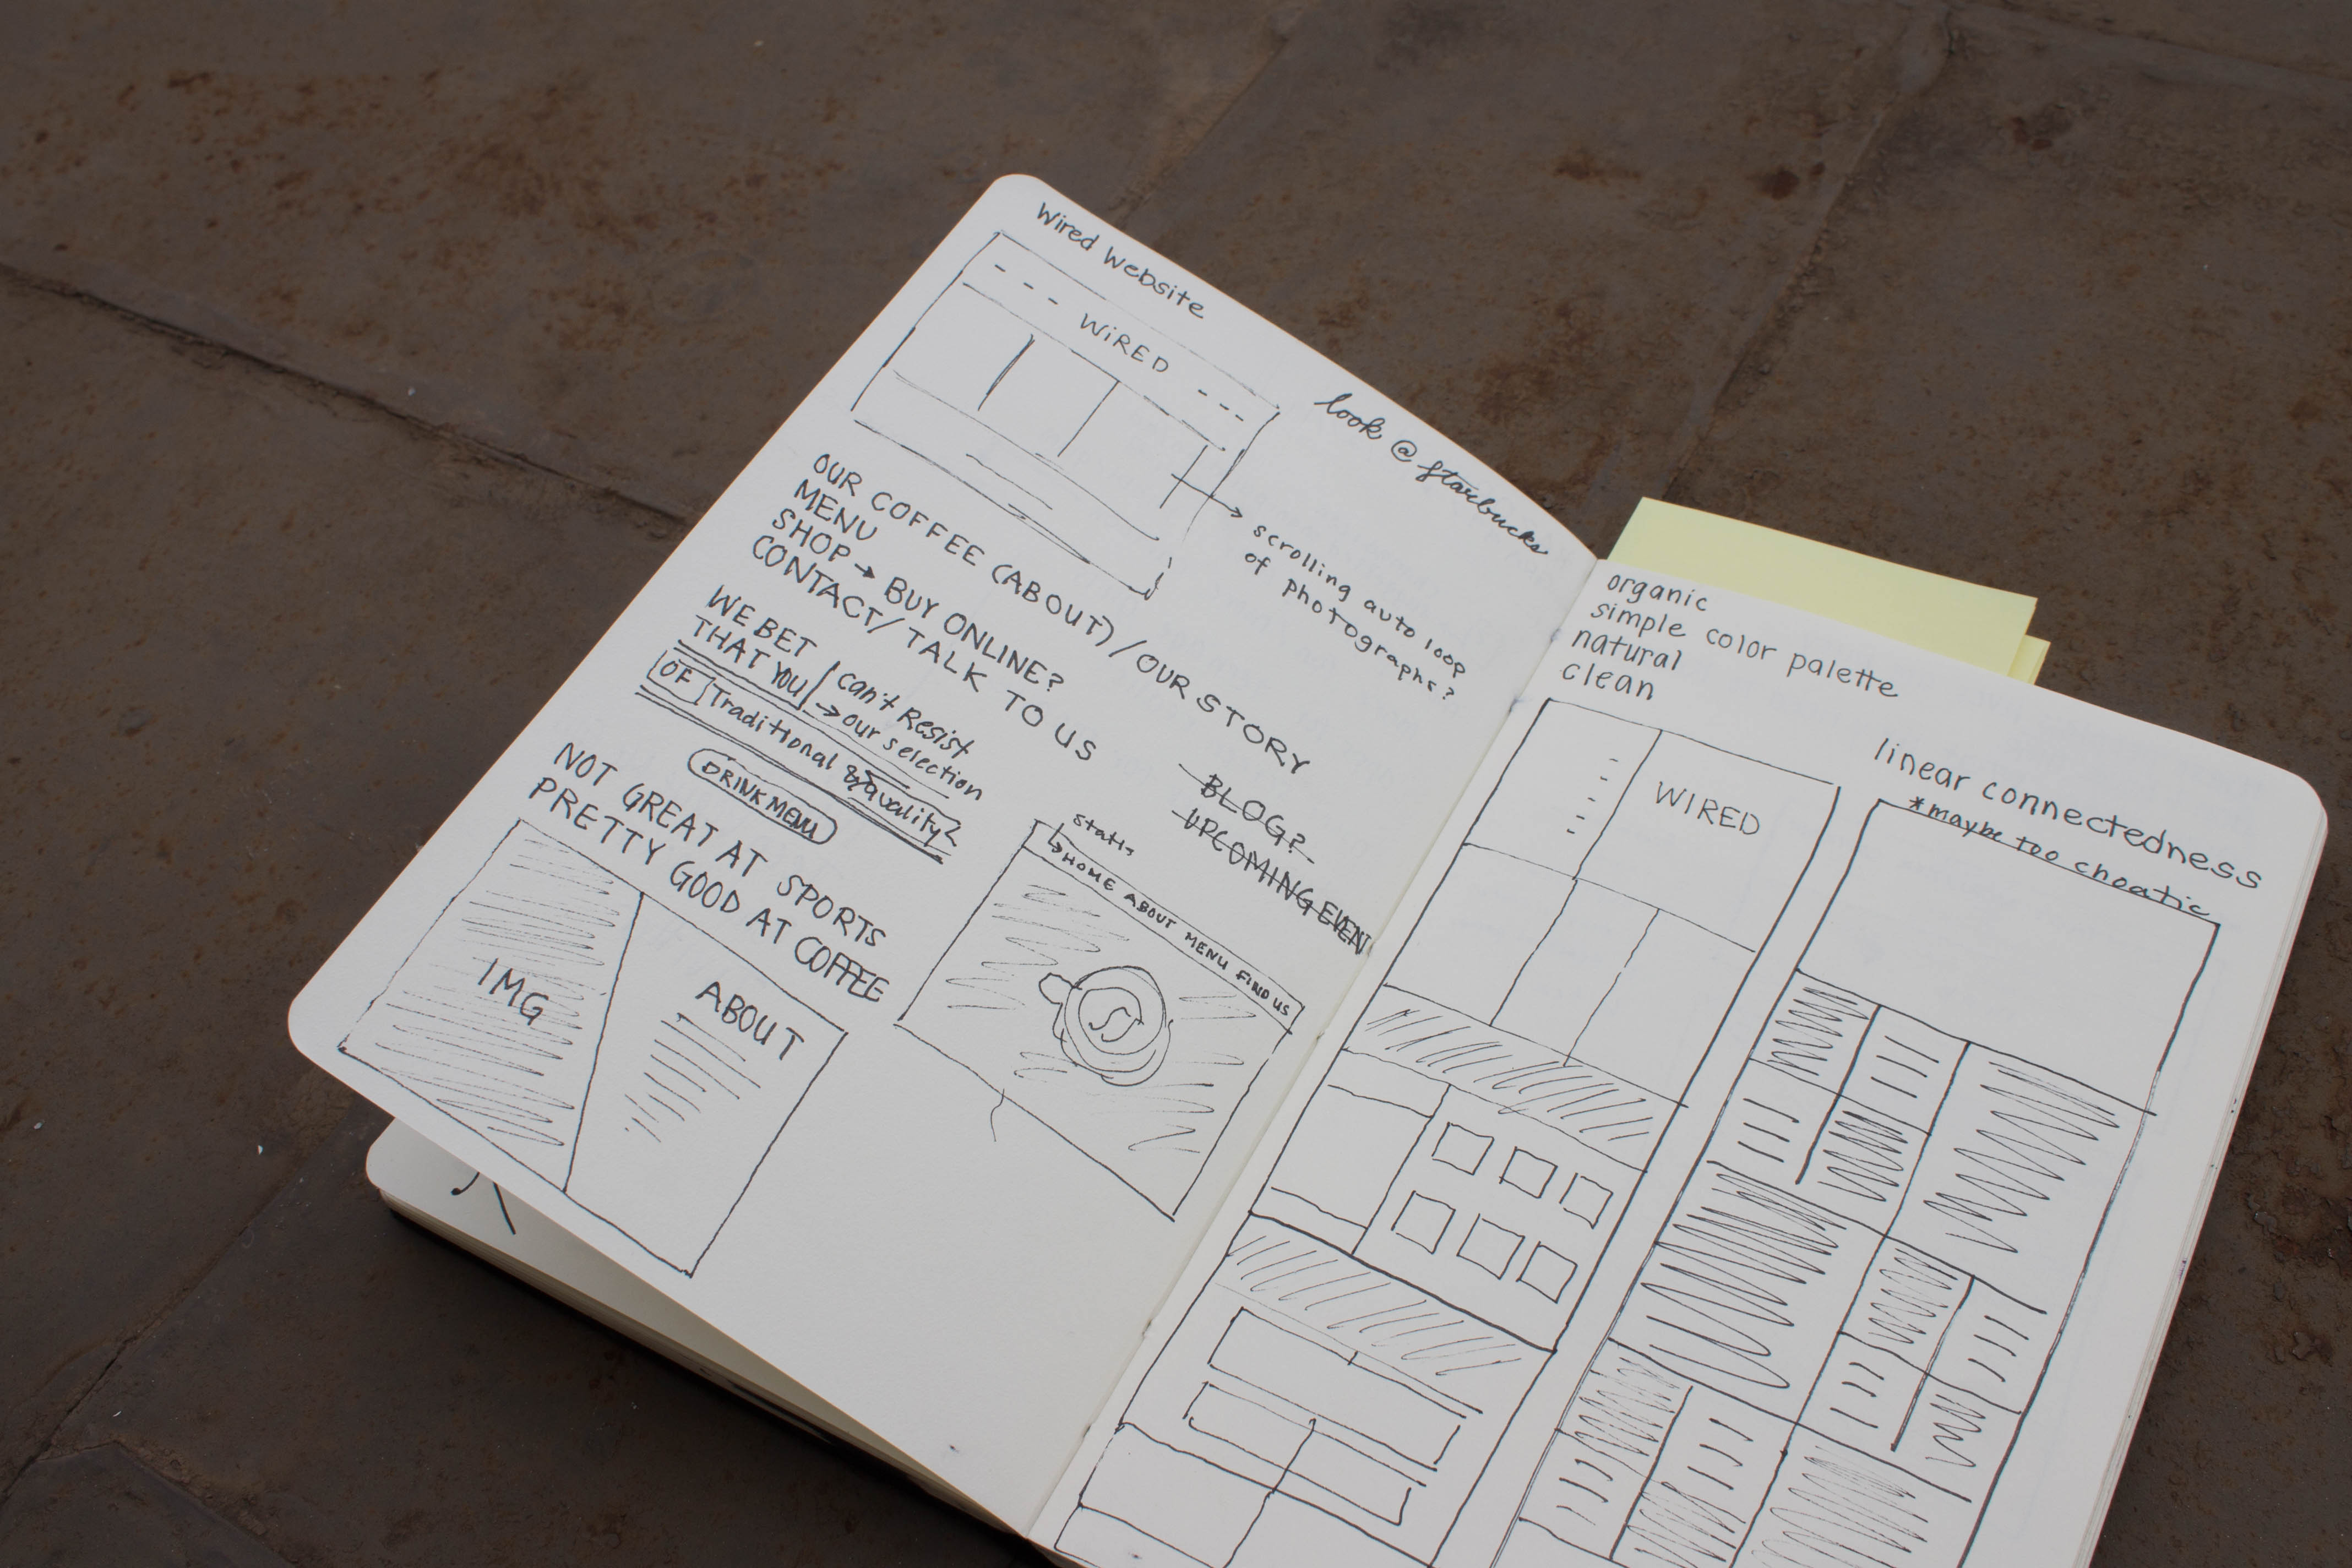 Wired Website
WiRED
look @ starbucks
scrolling auto loop
of photographs?
OUR COFFEE (ABOUT) / OUR STORY
MENU
SHOP → BUY ONLINE?
CONTACT / TALK TO US
BLOG?
UPCOMING EVEN
WE BET
THAT YOU
can't Resist
→ our selection
OF Traditional & quality
DRINK MENU
NOT GREAT AT SPORTS
PRETTY GOOD AT COFFEE
IMG
ABOUT
HOME ABOUT MENU FIND US
organic
simple color palette
natural
clean
WIRED
linear connectedness
*maybe too choatic